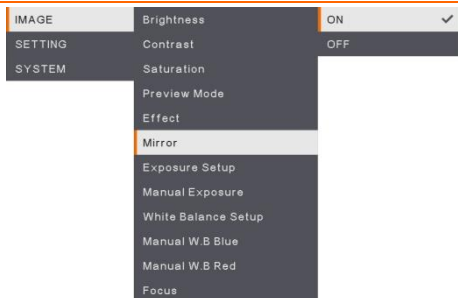 IMAGE
SETTING
SYSTEM
Brightness
Contrast
Saturation
Preview Mode
Effect
Mirror
Exposure Setup
Manual Exposure
White Balance Setup
Manual W.B Blue
Manual W.B Red
Focus
ON
OFF